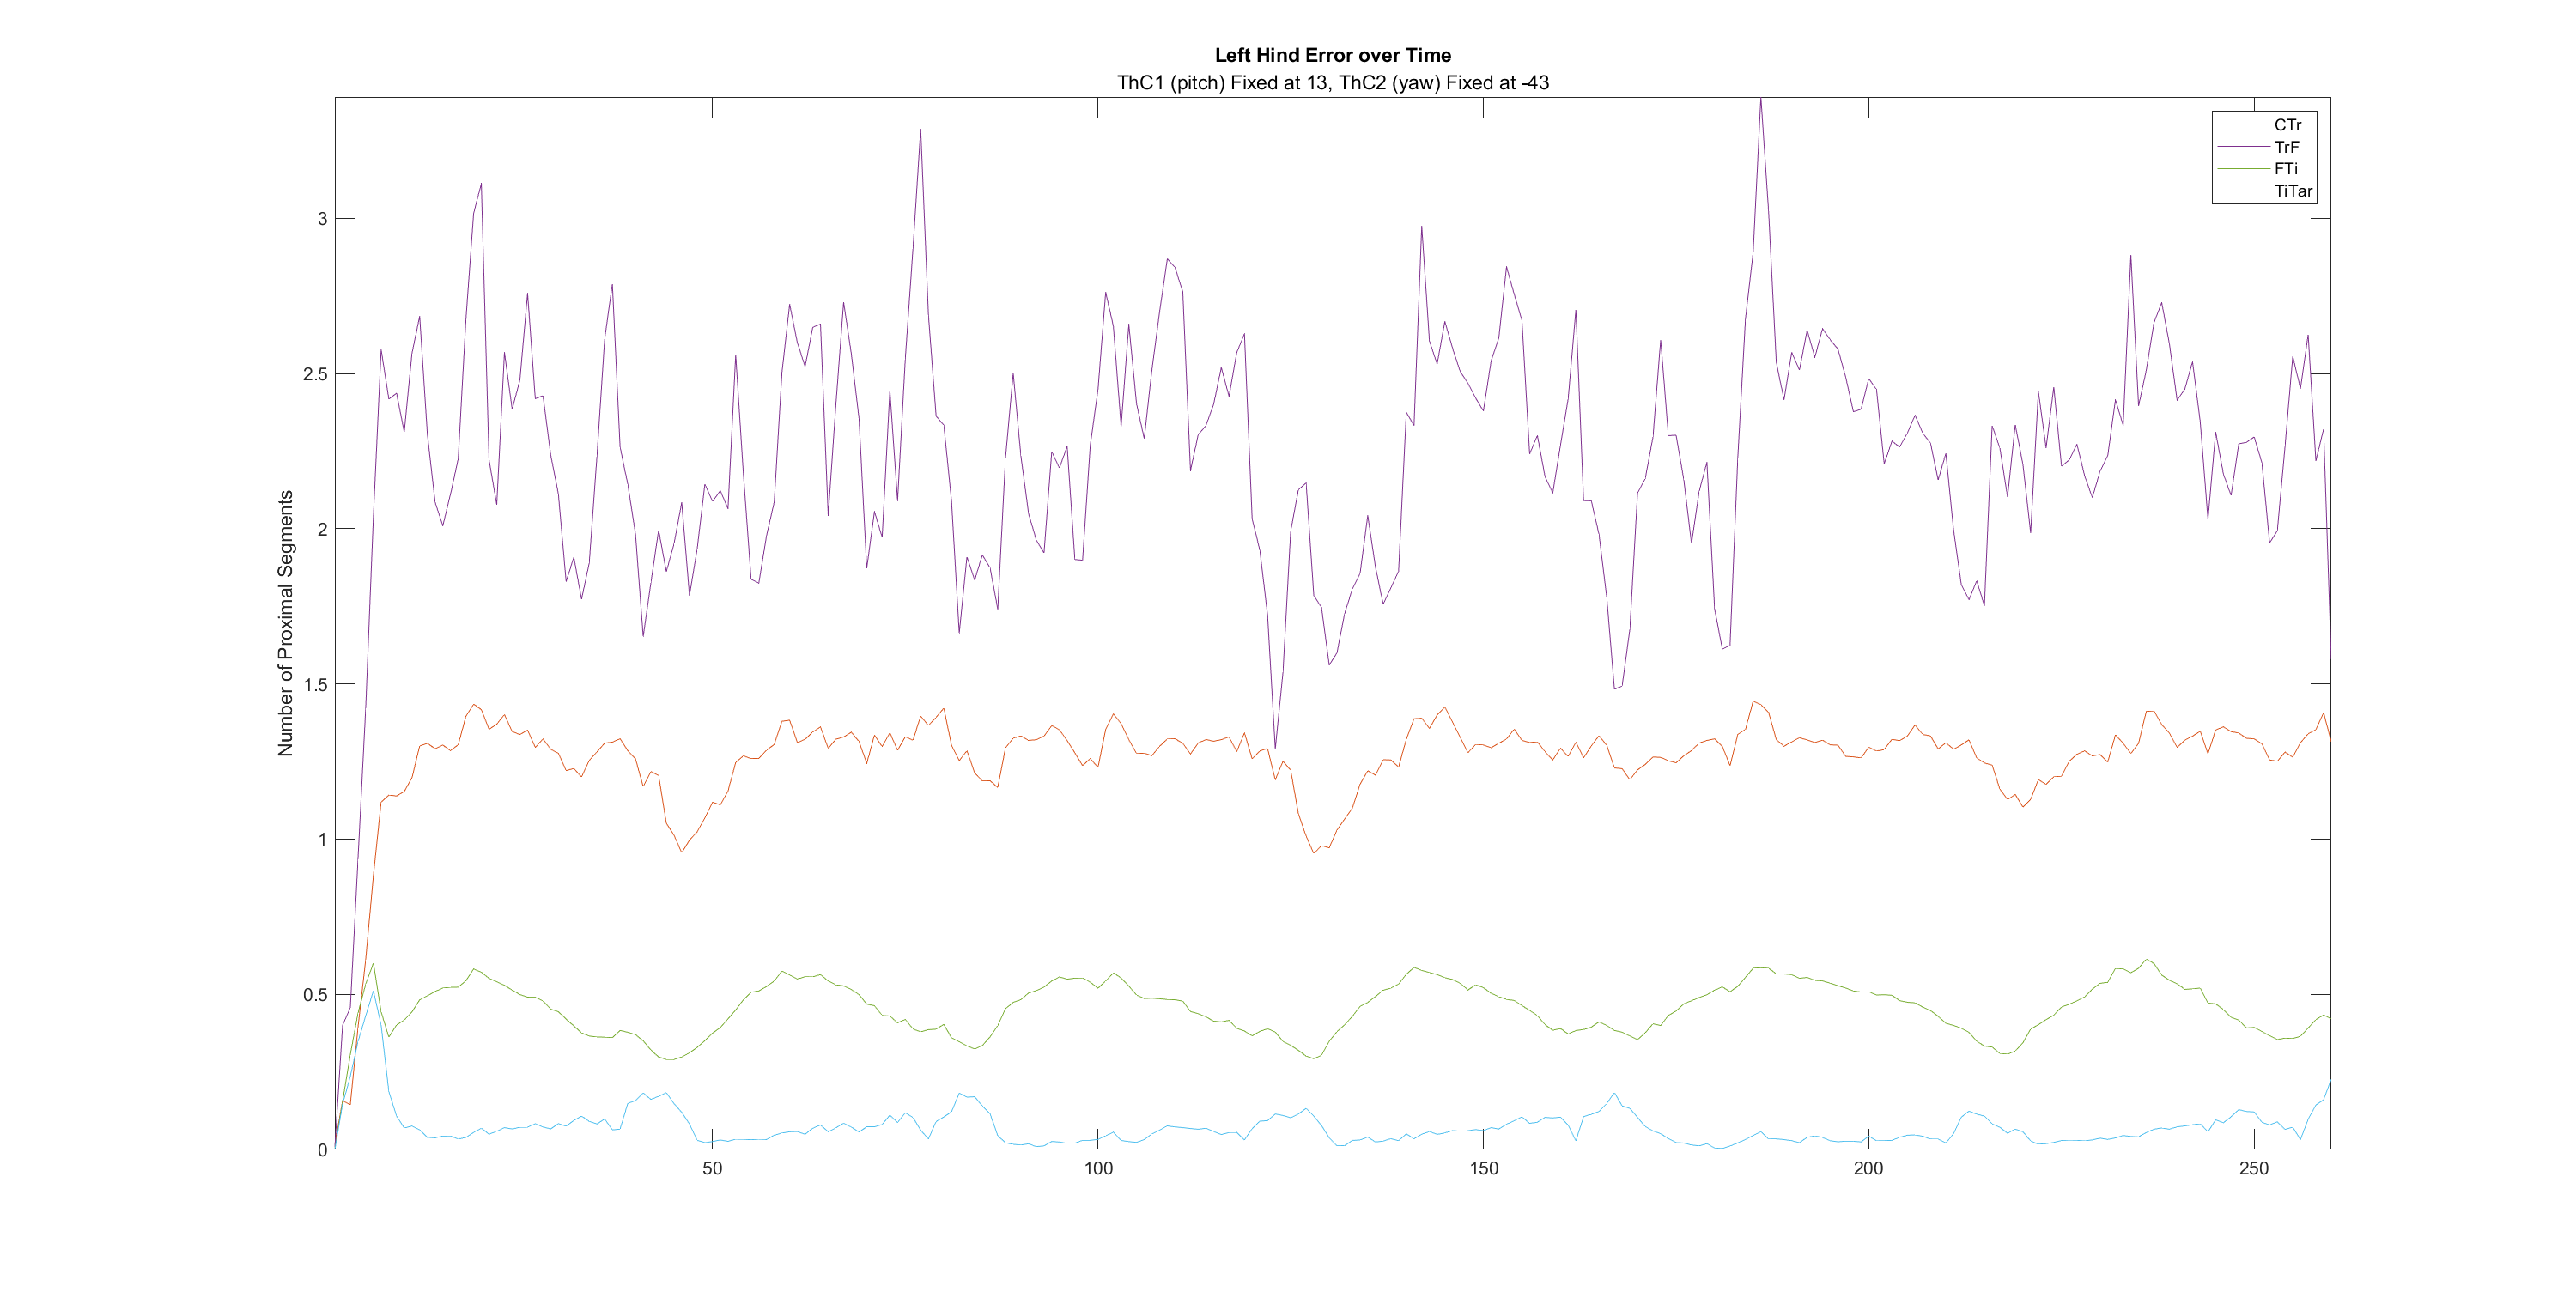 Left Hind Error over Time
ThC1 (pitch) Fixed at 13, ThC2 (yaw) Fixed at -43
CTr
TrF
FTi
TiTar
Number of Proximal Segments
3
2.5
2
1.5
1
0.5
0
50
100
150
200
250